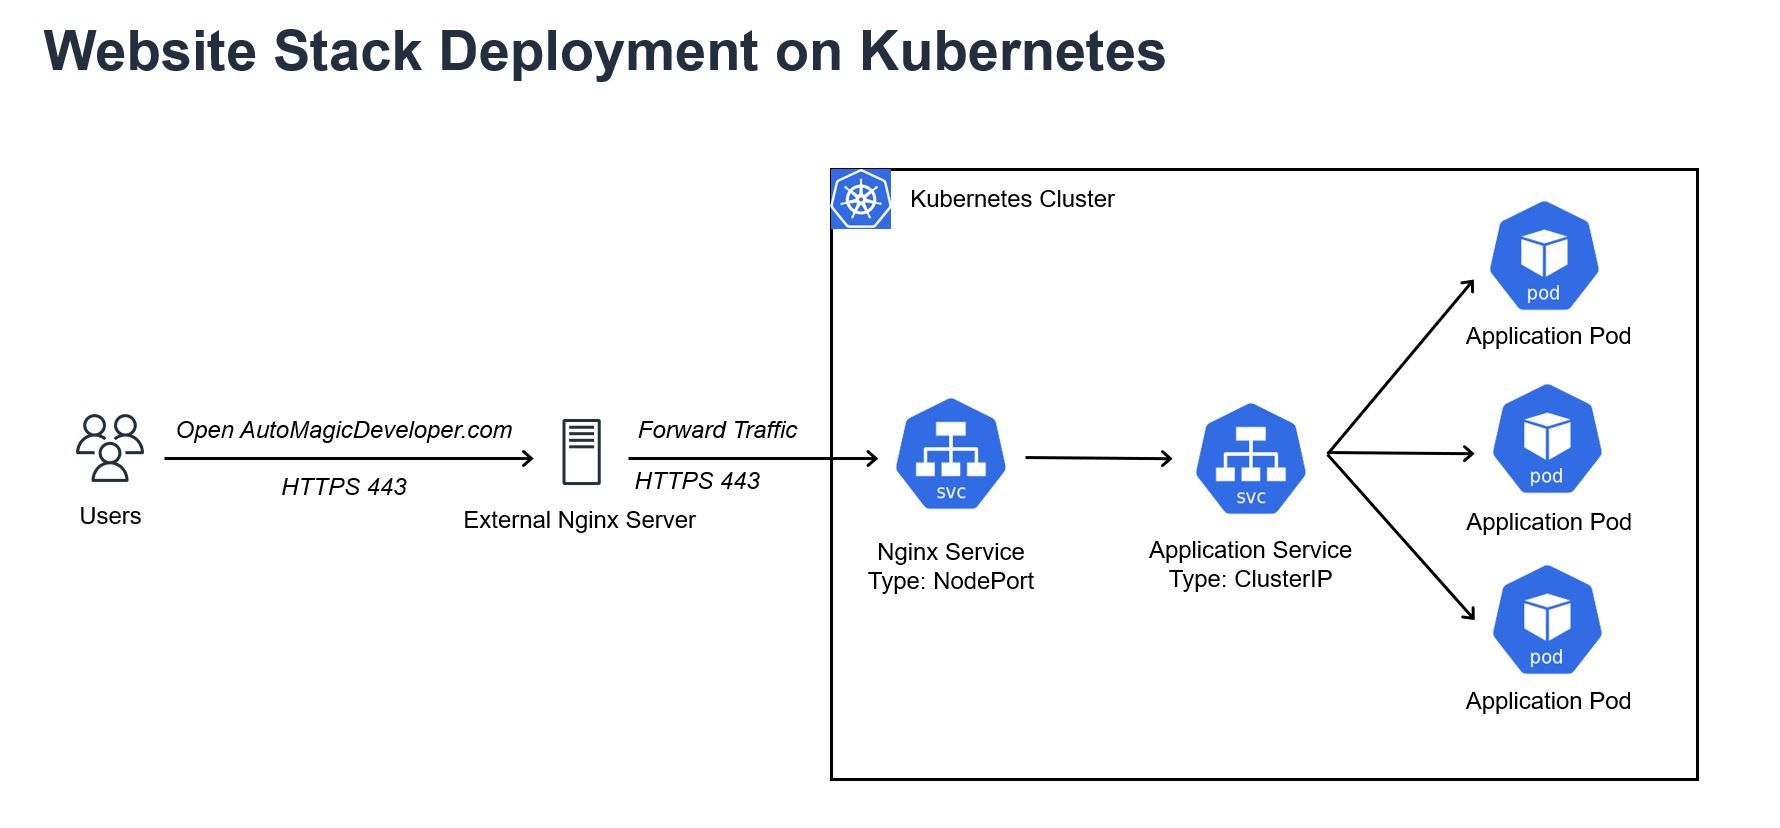 Website Stack Deployment on Kubernetes
Kubernetes Cluster
Open AutoMagicDeveloper.com
HTTPS 443
Users
External Nginx Server
Forward Traffic
HTTPS 443
svc
Nginx Service
Type: NodePort
svc
Application Service
Type: ClusterIP
pod
Application Pod
pod
Application Pod
pod
Application Pod